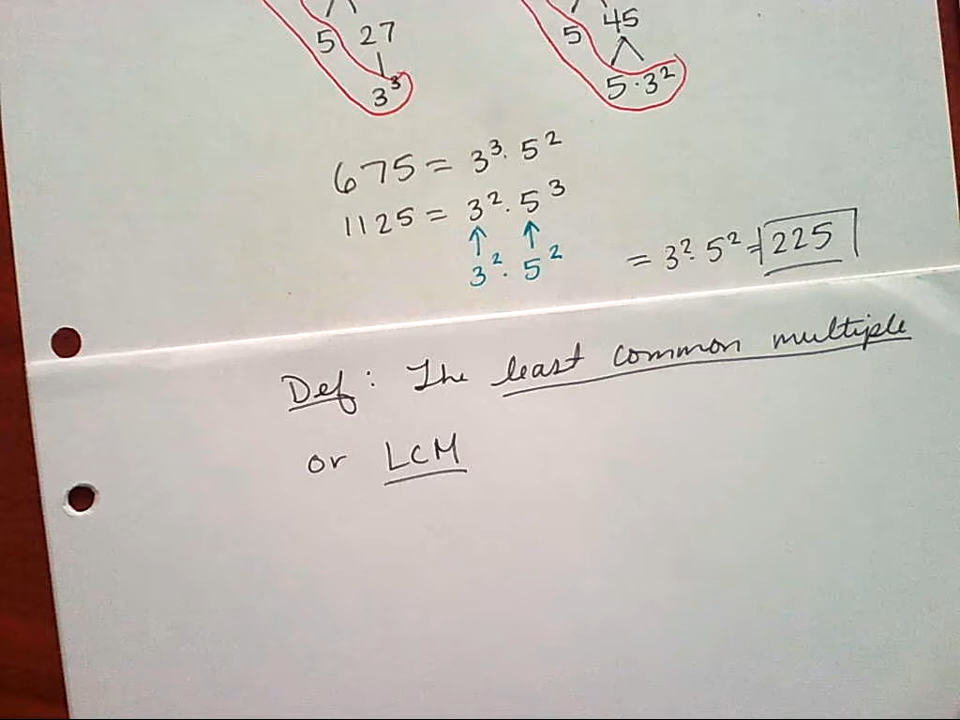 5 27 5 45
3³ 5·3²
675 = 3³·5²
1125 = 3²·5³
3²·5² = 3²·5² = 225
Def: The least common multiple
or LCM